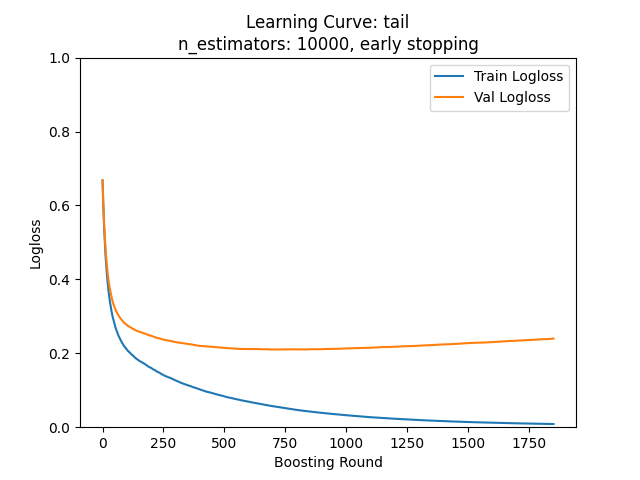 Learning Curve: tail
n_estimators: 10000, early stopping
Train Logloss
Val Logloss
1.0
0.8
0.6
0.4
0.2
0.0
Logloss
0 250 500 750 1000 1250 1500 1750
Boosting Round